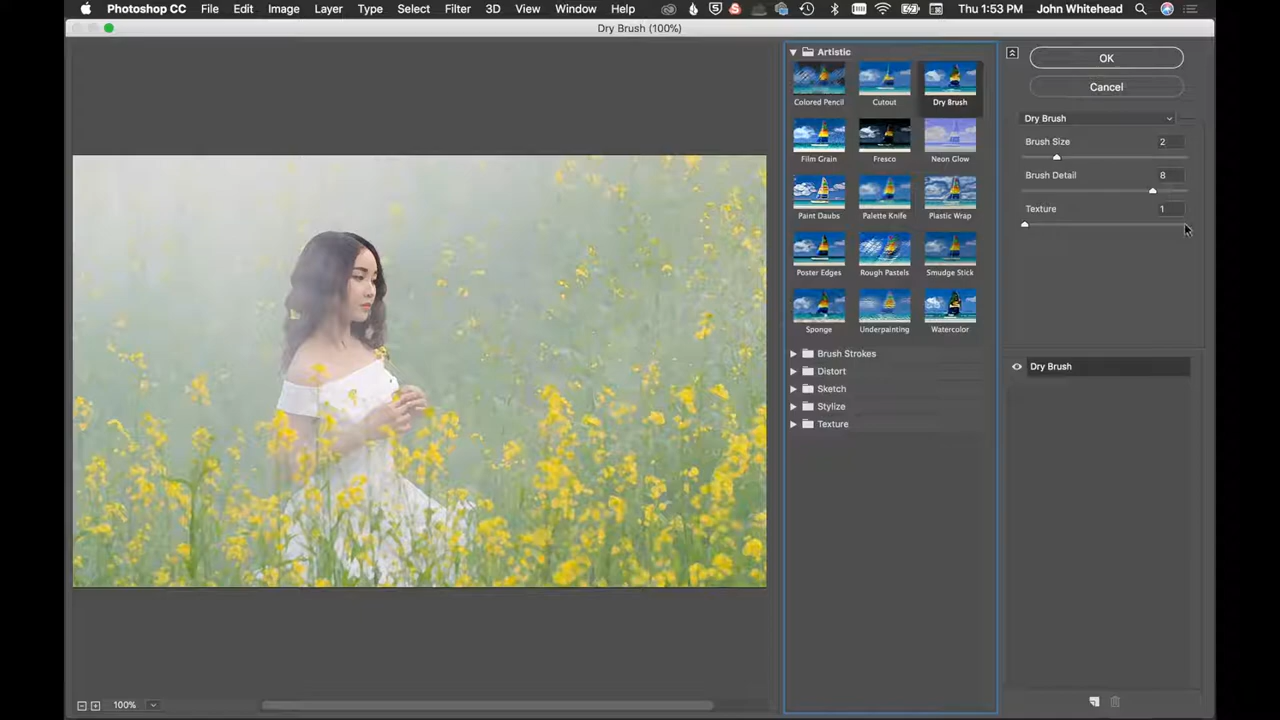 Photoshop CC File Edit Image Layer Type Select Filter 3D View Window Help Thu 1:53 PM John Whitehead
Dry Brush (100%)
Artistic
Colored Pencil Cutout Dry Brush
Film Grain Fresco Neon Glow
Paint Daubs Palette Knife Plastic Wrap
Poster Edges Rough Pastels Smudge Stick
Sponge Underpainting Watercolor
Brush Strokes
Distort
Sketch
Stylize
Texture
OK
Cancel
Dry Brush
Brush Size 2
Brush Detail 8
Texture 1
Dry Brush
100%